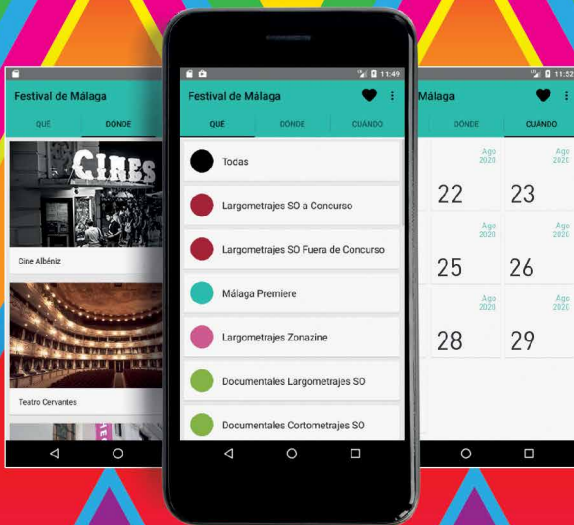 Festival de Málaga
QUÉ
DÓNDE
CINES
Cine Albéniz
Teatro Cervantes
11:49
Festival de Málaga
QUÉ
DÓNDE
CUÁNDO
Todas
Largometrajes SO a Concurso
Largometrajes SO Fuera de Concurso
Málaga Premiere
Largometrajes Zonazine
Documentales Largometrajes SO
Documentales Cortometrajes SO
11:52
Málaga
DÓNDE
CUÁNDO
Ago
2020
Ago
2020
22
23
Ago
2020
Ago
2020
25
26
Ago
2020
Ago
2020
28
29